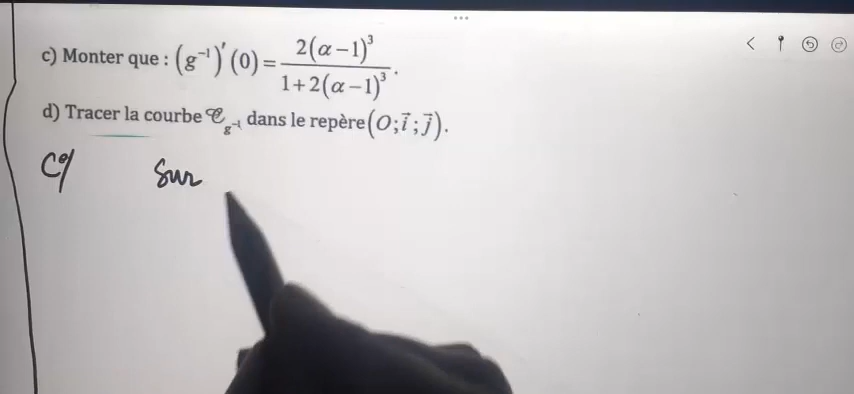 c) Monter que : (g⁻¹)′(0) = 2(α−1)³ / 1+2(α−1)³ .
d) Tracer la courbe 𝒞g⁻¹ dans le repère (O; i⃗ ; j⃗).
C°/ Sur